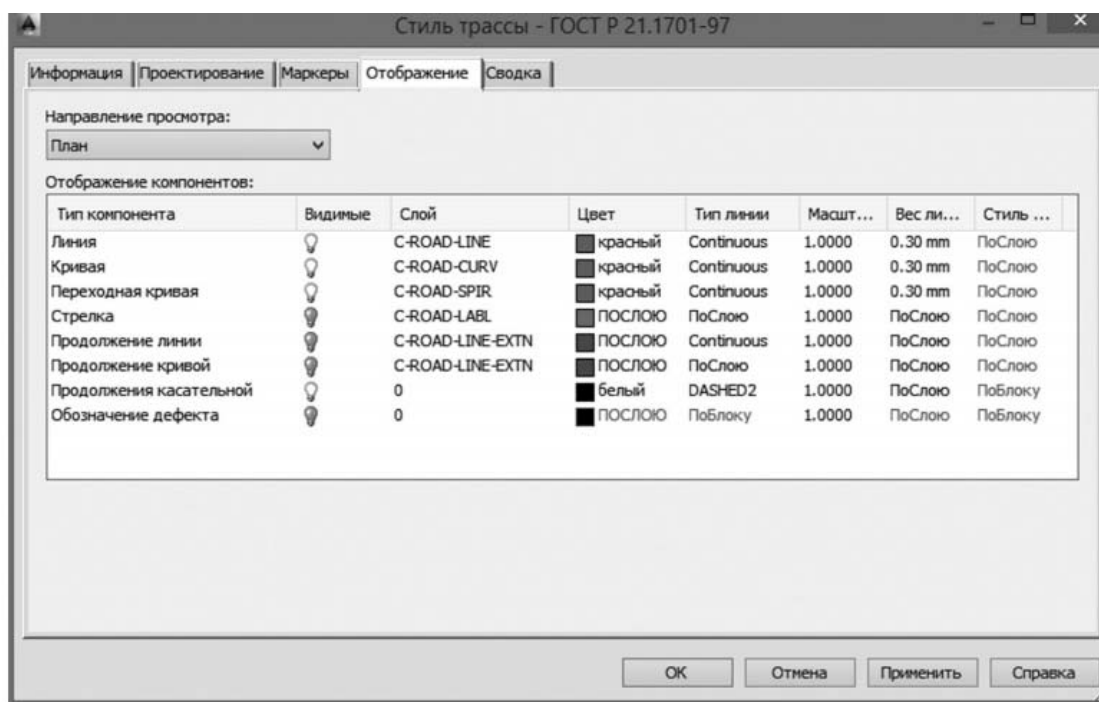 Стиль трассы - ГОСТ Р 21.1701-97
Информация Проектирование Маркеры Отображение Сводка
Направление просмотра:
План
Отображение компонентов:
Тип компонента Видимые Слой Цвет Тип линии Масшт... Вес ли... Стиль ...
Линия C-ROAD-LINE красный Continuous 1.0000 0.30 mm ПоСлою
Кривая C-ROAD-CURV красный Continuous 1.0000 0.30 mm ПоСлою
Переходная кривая C-ROAD-SPIR красный Continuous 1.0000 0.30 mm ПоСлою
Стрелка C-ROAD-LABL ПОСЛОЮ ПоСлою 1.0000 ПоСлою ПоСлою
Продолжение линии C-ROAD-LINE-EXTN ПОСЛОЮ Continuous 1.0000 ПоСлою ПоСлою
Продолжение кривой C-ROAD-LINE-EXTN ПОСЛОЮ ПоСлою 1.0000 ПоСлою ПоСлою
Продолжения касательной 0 белый DASHED2 1.0000 ПоСлою ПоБлоку
Обозначение дефекта 0 ПОСЛОЮ ПоБлоку 1.0000 ПоСлою ПоБлоку
ОК Отмена Применить Справка